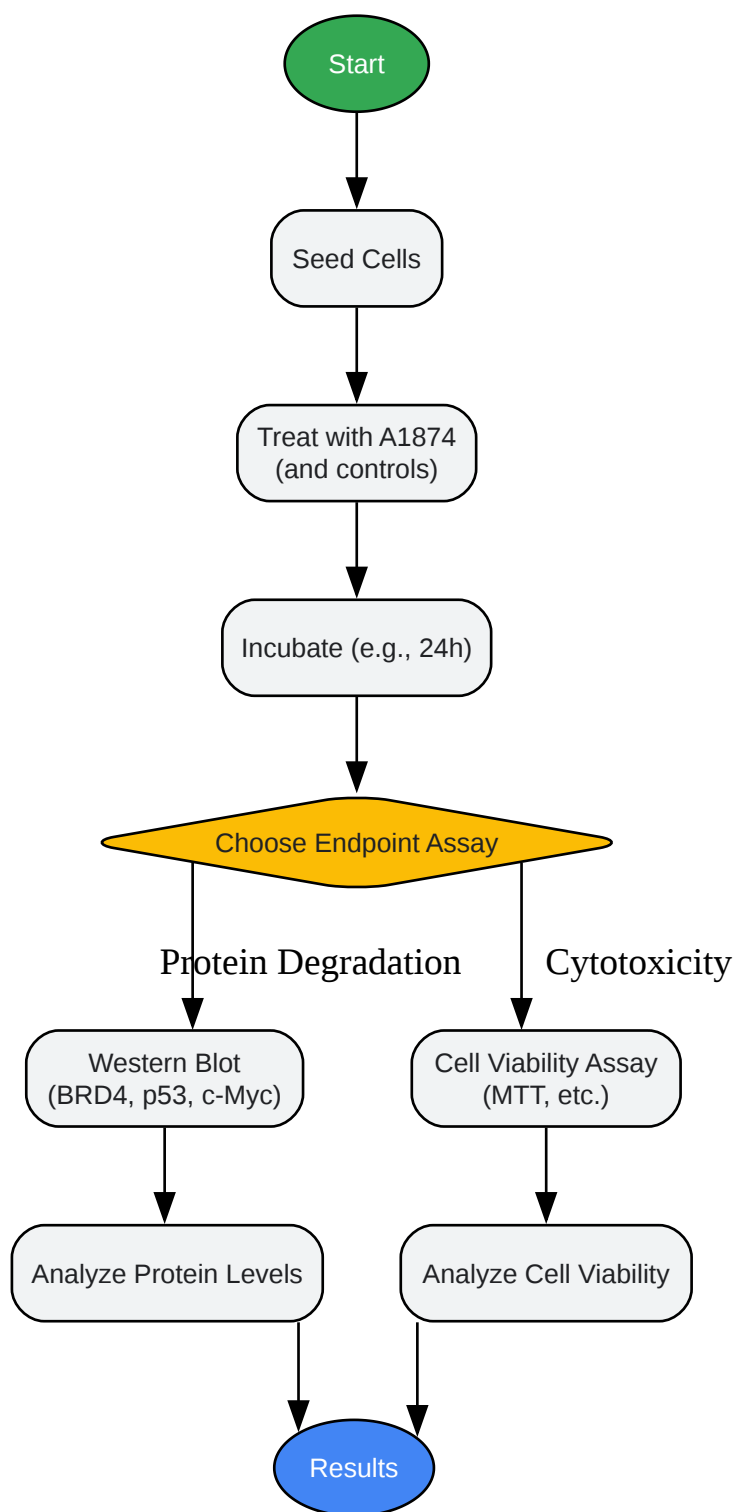 Start
Seed Cells
Treat with A1874
(and controls)
Incubate (e.g., 24h)
Choose Endpoint Assay
Protein Degradation
Cytotoxicity
Western Blot
(BRD4, p53, c-Myc)
Cell Viability Assay
(MTT, etc.)
Analyze Protein Levels
Analyze Cell Viability
Results